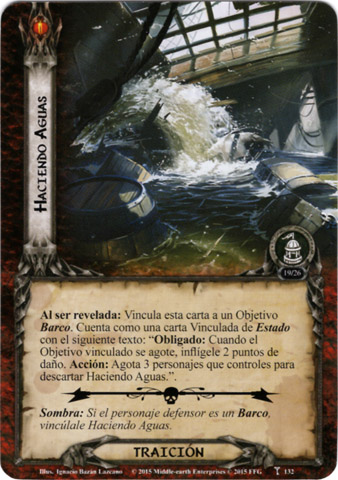 HACIENDO AGUAS
19/26
Al ser revelada: Vincula esta carta a un Objetivo
Barco. Cuenta como una carta Vinculada de Estado
con el siguiente texto: “Obligado: Cuando el
Objetivo vinculado se agote, inflígele 2 puntos de
daño. Acción: Agota 3 personajes que controles para
descartar Haciendo Aguas.”.
Sombra: Si el personaje defensor es un Barco,
vincúlale Haciendo Aguas.
TRAICIÓN
Illus. Ignacio Bazán Lazcano
© 2015 Middle-earth Enterprises © 2015 FFG
132